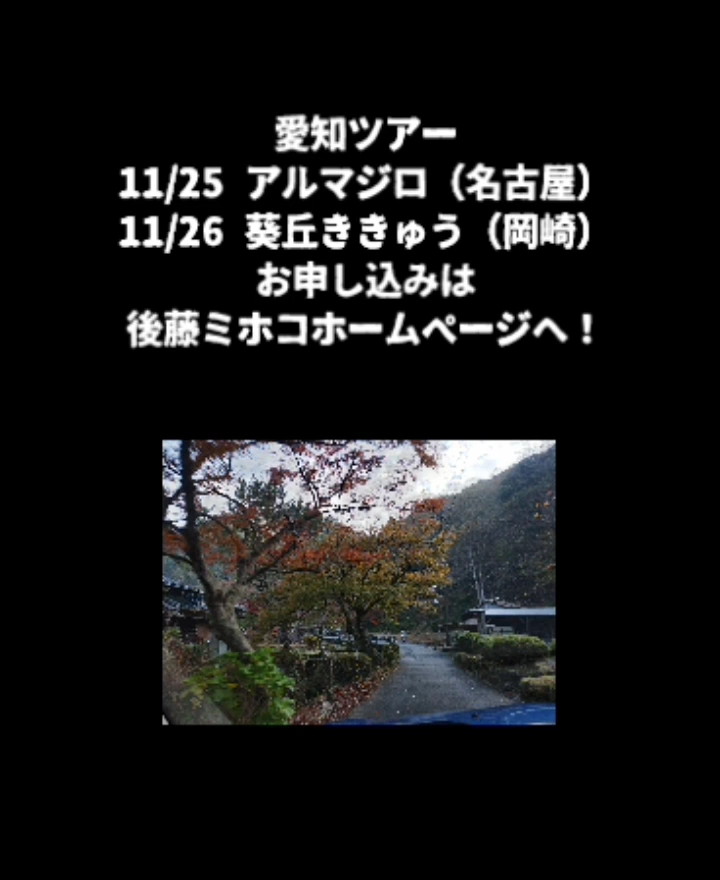 愛知ツアー
11/25 アルマジロ（名古屋）
11/26 葵丘ききゅう（岡崎）
お申し込みは
後藤ミホコホームページへ！